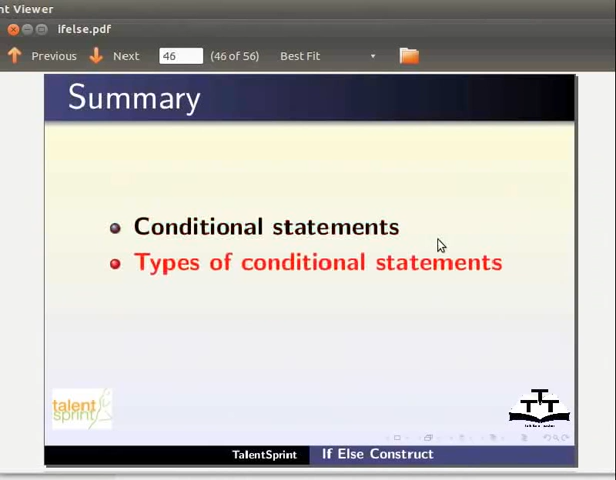 nt Viewer
ifelse.pdf
Previous Next 46 (46 of 56) Best Fit
Summary
Conditional statements
Types of conditional statements
talent
sprint
TTT
TalentSprint If Else Construct